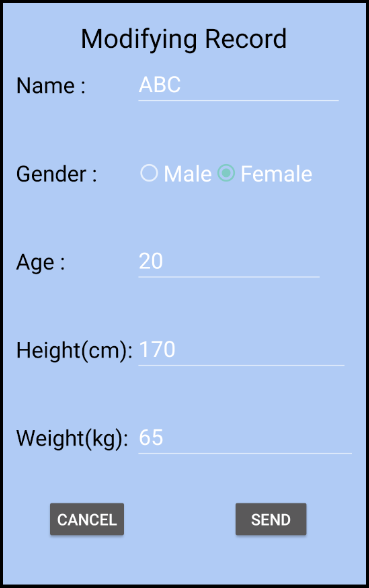 Modifying Record
Name : ABC
Gender : Male Female
Age : 20
Height(cm): 170
Weight(kg): 65
CANCEL SEND